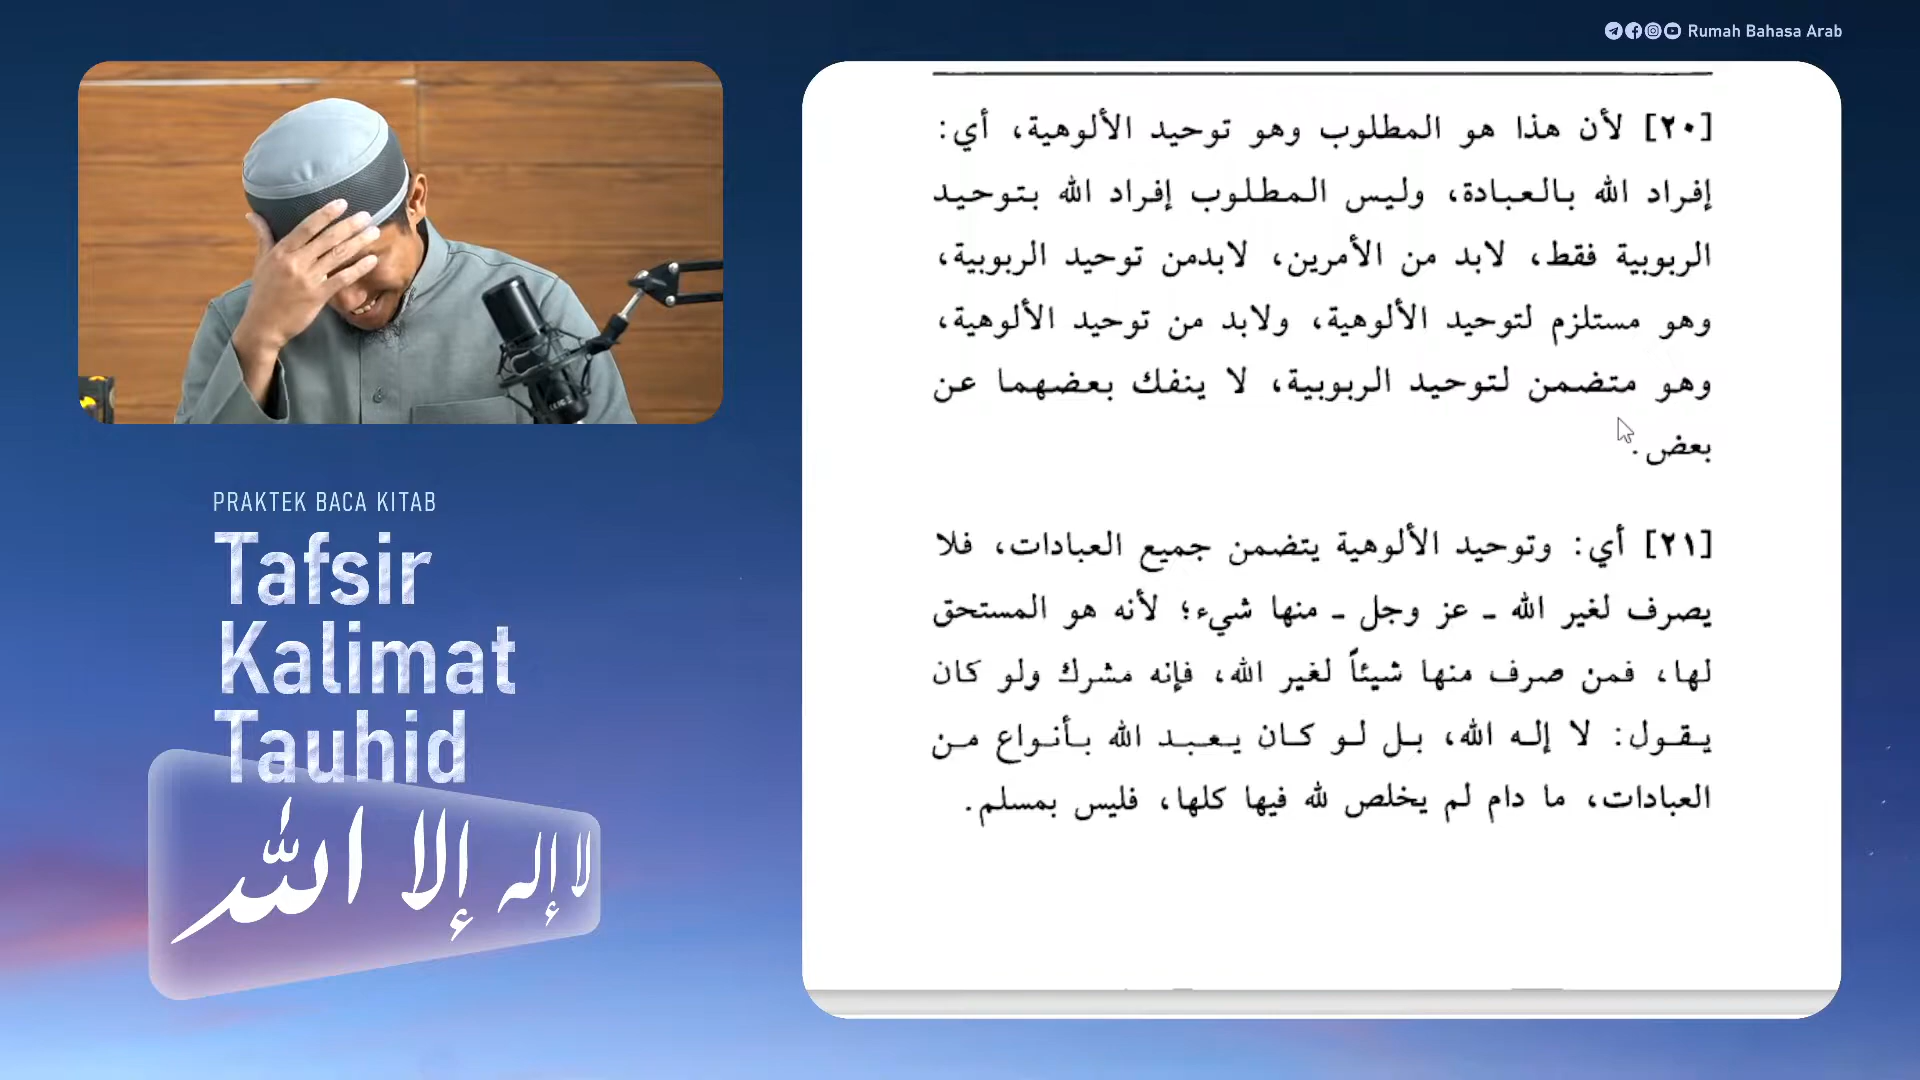 Rumah Bahasa Arab
PRAKTEK BACA KITAB
Tafsir
Kalimat
Tauhid
لا إله إلا الله
[٢٠] لأن هذا هو المطلوب وهو توحيد الألوهية، أي:
إفراد الله بالعبادة، وليس المطلوب إفراد الله بتوحيد
الربوبية فقط، لابد من الأمرين، لابدمن توحيد الربوبية،
وهو مستلزم لتوحيد الألوهية، ولابد من توحيد الألوهية،
وهو متضمن لتوحيد الربوبية، لا ينفك بعضهما عن
بعض.
[٢١] أي: وتوحيد الألوهية يتضمن جميع العبادات، فلا
يصرف لغير الله ـ عز وجل ـ منها شيء؛ لأنه هو المستحق
لها، فمن صرف منها شيئاً لغير الله، فإنه مشرك ولو كان
يقول: لا إله الله، بل لو كان يعبد الله بأنواع من
العبادات، ما دام لم يخلص لله فيها كلها، فليس بمسلم.